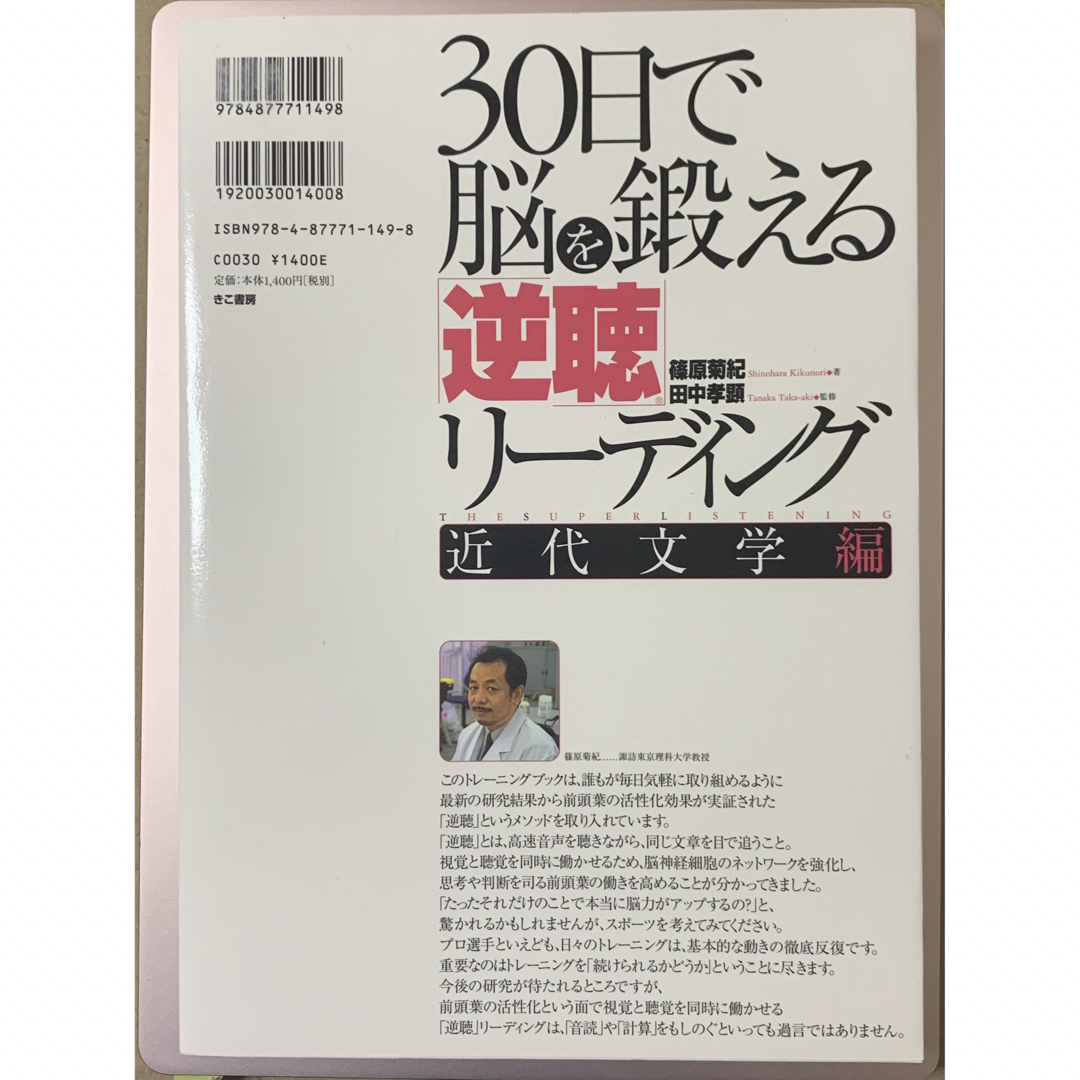 9784877711498
1920030014008
ISBN978-4-87771-149-8
C0030 ¥1400E
定価：本体1,400円［税別］
きこ書房
30日で
脳を鍛える
「逆聴」®
篠原菊紀 Shinohara Kikunori◆著
田中孝顕 Tanaka Taka-aki◆監修
リーディング
THE SUPER LISTENING
近代文学編
篠原菊紀……諏訪東京理科大学教授
このトレーニングブックは、誰もが毎日気軽に取り組めるように
最新の研究結果から前頭葉の活性化効果が実証された
「逆聴」というメソッドを取り入れています。
「逆聴」とは、高速音声を聴きながら、同じ文章を目で追うこと。
視覚と聴覚を同時に働かせるため、脳神経細胞のネットワークを強化し、
思考や判断を司る前頭葉の働きを高めることが分かってきました。
「たったそれだけのことで本当に脳力がアップするの?」と、
驚かれるかもしれませんが、スポーツを考えてみてください。
プロ選手といえども、日々のトレーニングは、基本的な動きの徹底反復です。
重要なのはトレーニングを「続けられるかどうか」ということに尽きます。
今後の研究が待たれるところですが、
前頭葉の活性化という面で視覚と聴覚を同時に働かせる
「逆聴」リーディングは、「音読」や「計算」をもしのぐといっても過言ではありません。